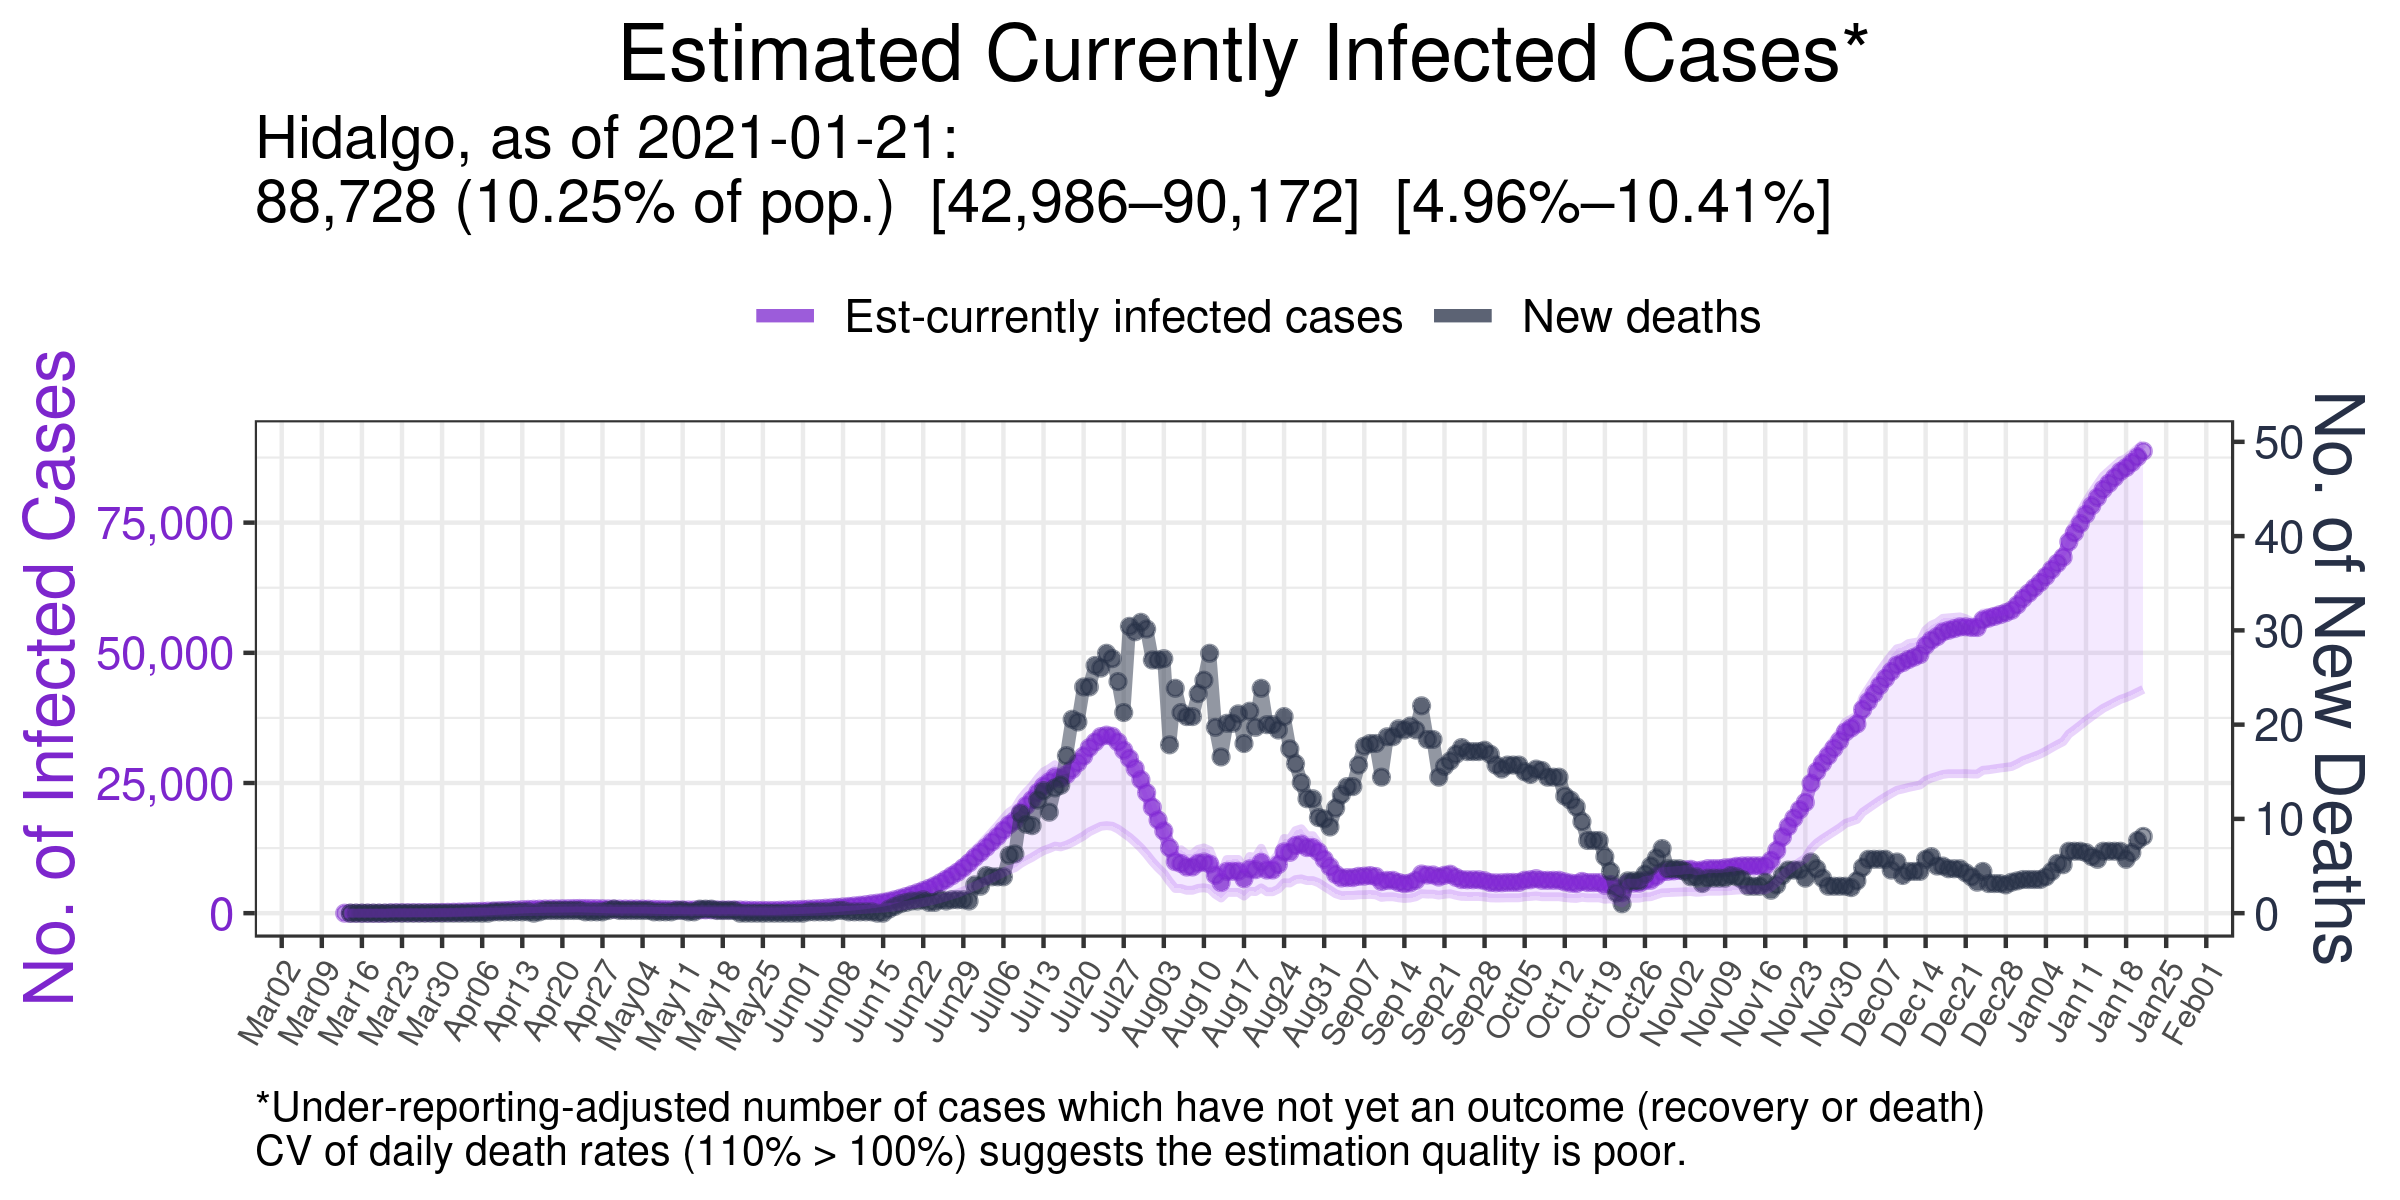 Estimated Currently Infected Cases*
Hidalgo, as of 2021-01-21:
88,728 (10.25% of pop.) [42,986–90,172] [4.96%–10.41%]
Est-currently infected cases
New deaths
No. of Infected Cases
75,000
50,000
25,000
0
50
40
30
20
10
0
No. of New Deaths
Mar02
Mar09
Mar16
Mar23
Mar30
Apr06
Apr13
Apr20
Apr27
May04
May11
May18
May25
Jun01
Jun08
Jun15
Jun22
Jun29
Jul06
Jul13
Jul20
Jul27
Aug03
Aug10
Aug17
Aug24
Aug31
Sep07
Sep14
Sep21
Sep28
Oct05
Oct12
Oct19
Oct26
Nov02
Nov09
Nov16
Nov23
Nov30
Dec07
Dec14
Dec21
Dec28
Jan04
Jan11
Jan18
Jan25
Feb01
*Under-reporting-adjusted number of cases which have not yet an outcome (recovery or death)
CV of daily death rates (110% > 100%) suggests the estimation quality is poor.